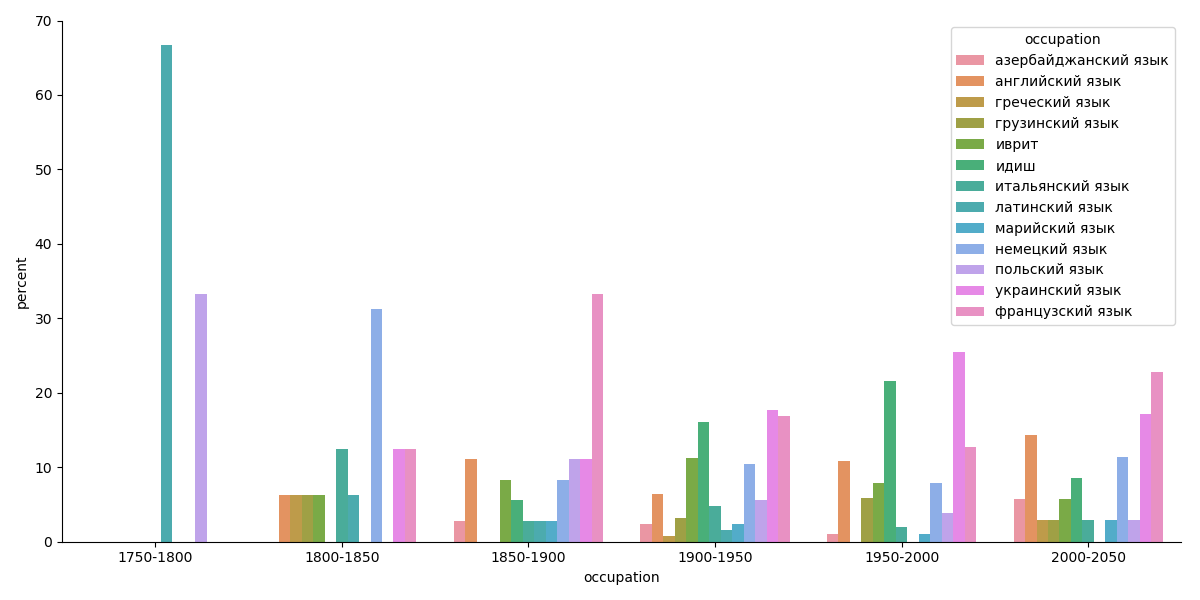 70
60
50
40
30
20
10
0
percent
1750-1800
1800-1850
1850-1900
1900-1950
1950-2000
2000-2050
occupation
occupation
азербайджанский язык
английский язык
греческий язык
грузинский язык
иврит
идиш
итальянский язык
латинский язык
марийский язык
немецкий язык
польский язык
украинский язык
французский язык